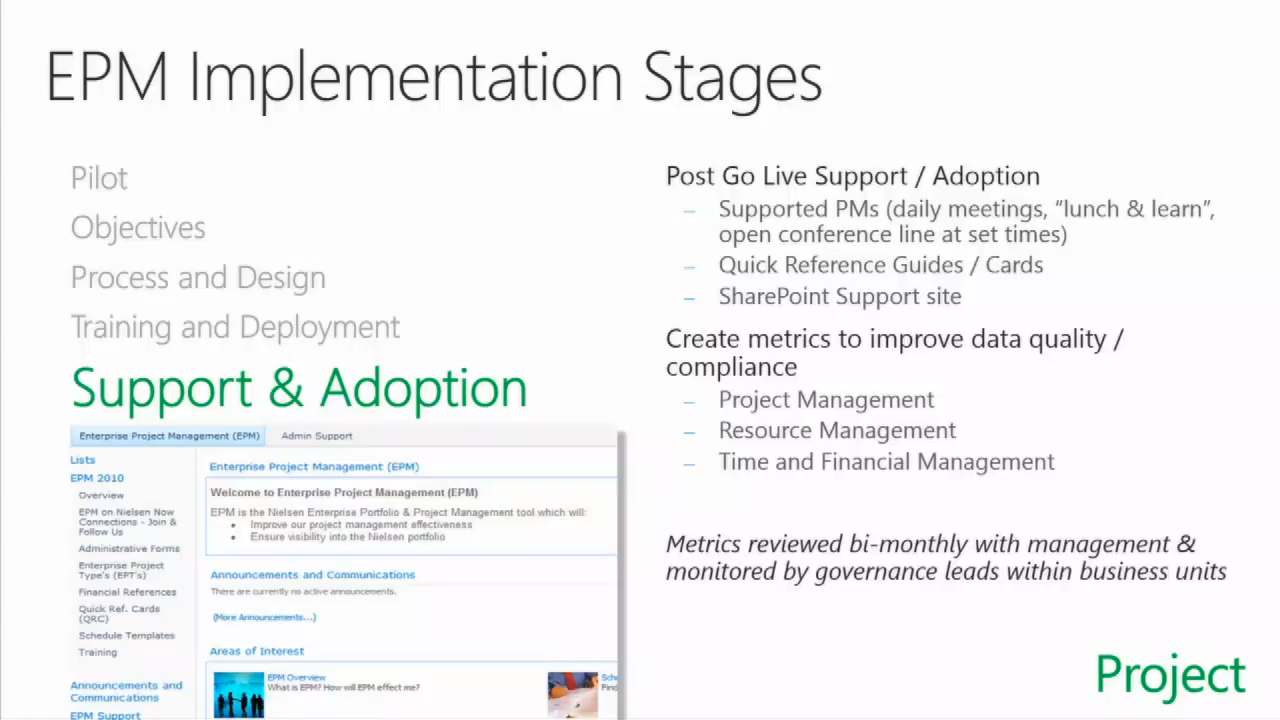 EPM Implementation Stages
Pilot
Objectives
Process and Design
Training and Deployment
Support & Adoption
Enterprise Project Management (EPM) Admin Support
Lists
EPM 2010
Overview
EPM on Nielsen Now
Connections - Join &
Follow Us
Administrative Forms
Enterprise Project
Type's (EPT's)
Financial References
Quick Ref. Cards
(QRC)
Schedule Templates
Training
Announcements and
Communications
EPM Support
Enterprise Project Management (EPM)
Welcome to Enterprise Project Management (EPM)
EPM is the Nielsen Enterprise Portfolio & Project Management tool which will:
• Improve our project management effectiveness
• Ensure visibility into the Nielsen portfolio
Announcements and Communications
There are currently no active announcements.
(More Announcements...)
Areas of Interest
EPM Overview
What is EPM? How will EPM effect me?
Post Go Live Support / Adoption
– Supported PMs (daily meetings, “lunch & learn”,
open conference line at set times)
– Quick Reference Guides / Cards
– SharePoint Support site
Create metrics to improve data quality /
compliance
– Project Management
– Resource Management
– Time and Financial Management
Metrics reviewed bi-monthly with management &
monitored by governance leads within business units
Project